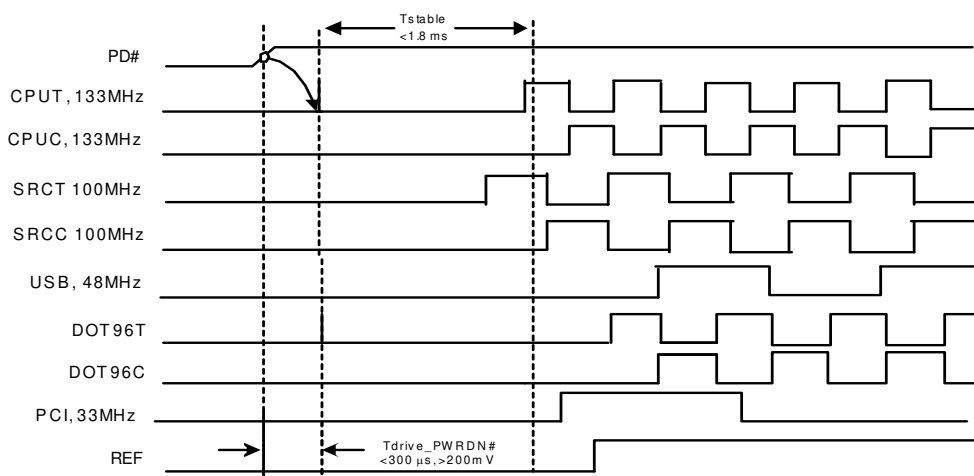 Tstable
<1.8 ms
PD#
CPUT, 133MHz
CPUC, 133MHz
SRCT 100MHz
SRCC 100MHz
USB, 48MHz
DOT96T
DOT96C
PCI, 33MHz
Tdrive_PWRDN#
<300 µs, >200mV
REF